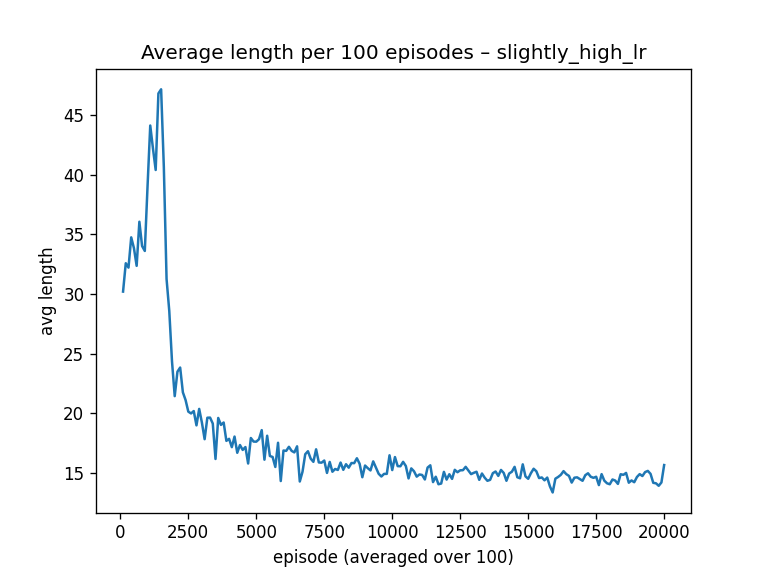 Average length per 100 episodes – slightly_high_lr
45
40
35
30
25
20
15
avg length
0 2500 5000 7500 10000 12500 15000 17500 20000
episode (averaged over 100)